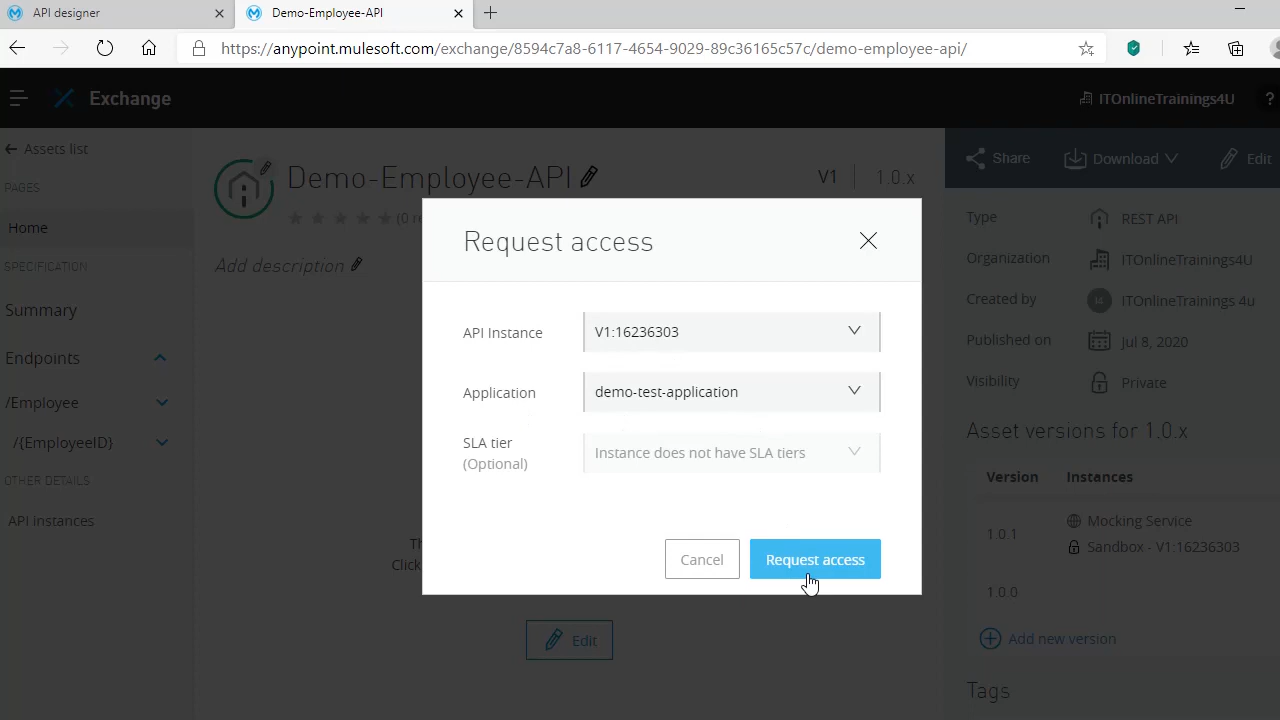 API designer
Demo-Employee-API
https://anypoint.mulesoft.com/exchange/8594c7a8-6117-4654-9029-89c36165c57c/demo-employee-api/
Exchange
ITOnlineTrainings4U
?
Assets list
PAGES
Home
SPECIFICATION
Summary
Endpoints
/Employee
/{EmployeeID}
OTHER DETAILS
API instances
Demo-Employee-API
V1
1.0.x
(0 re
Add description
Th
Click
Edit
Request access
API Instance
V1:16236303
Application
demo-test-application
SLA tier
(Optional)
Instance does not have SLA tiers
Cancel
Request access
Share
Download
Edit
Type
REST API
Organization
ITOnlineTrainings4U
Created by
I4
ITOnlineTrainings 4u
Published on
Jul 8, 2020
Visibility
Private
Asset versions for 1.0.x
Version
Instances
1.0.1
Mocking Service
Sandbox - V1:16236303
1.0.0
Add new version
Tags